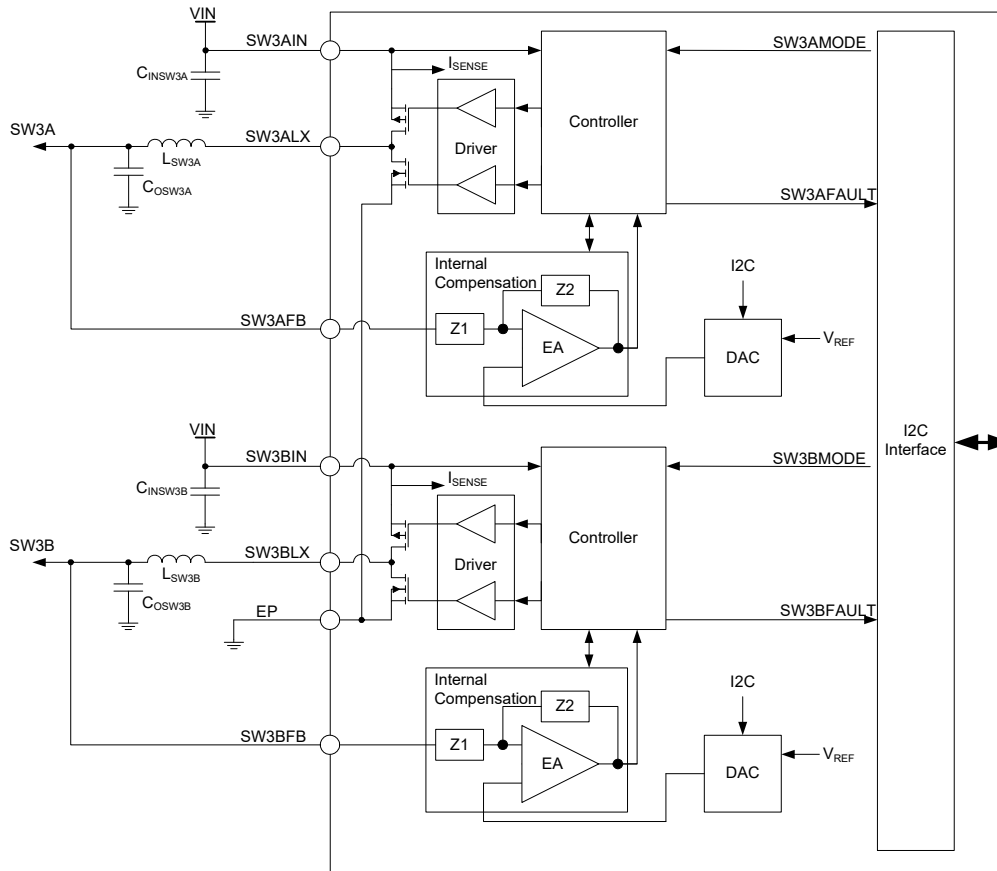 VIN
SW3AIN
SW3AMODE
ISENSE
CINSW3A
Controller
SW3A
SW3ALX
Driver
LSW3A
COSW3A
SW3AFAULT
Internal
Compensation
I2C
Z2
SW3AFB
Z1
EA
DAC
VREF
I2C
Interface
VIN
SW3BIN
SW3BMODE
ISENSE
CINSW3B
Controller
SW3B
SW3BLX
Driver
LSW3B
COSW3B
EP
SW3BFAULT
Internal
Compensation
I2C
Z2
SW3BFB
Z1
EA
DAC
VREF